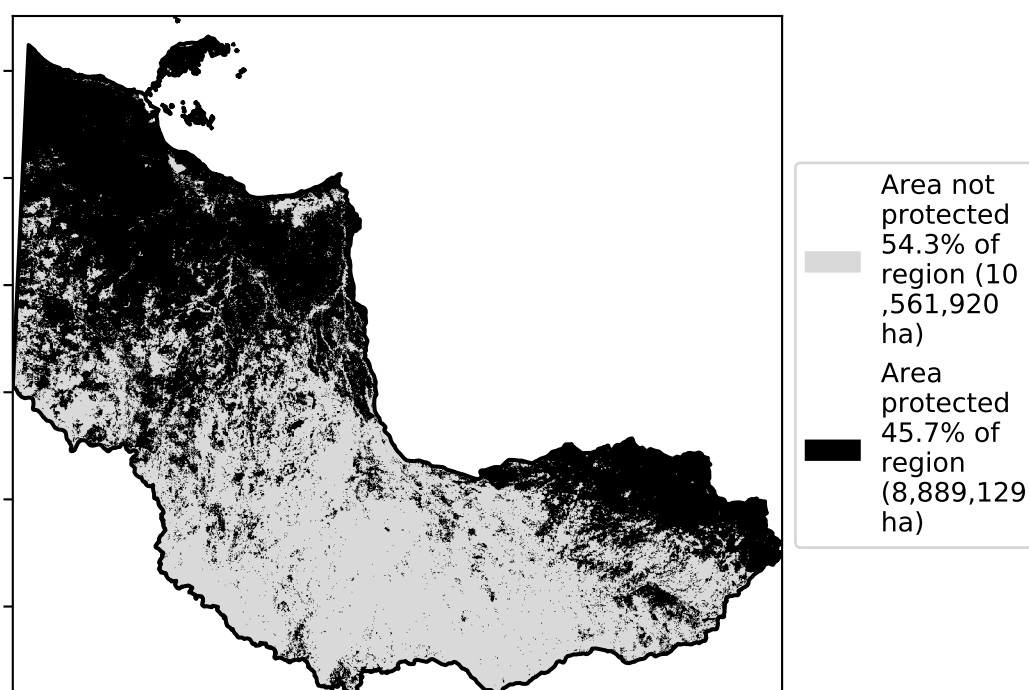 Area not
protected
54.3% of
region (10
,561,920
ha)
Area
protected
45.7% of
region
(8,889,129
ha)